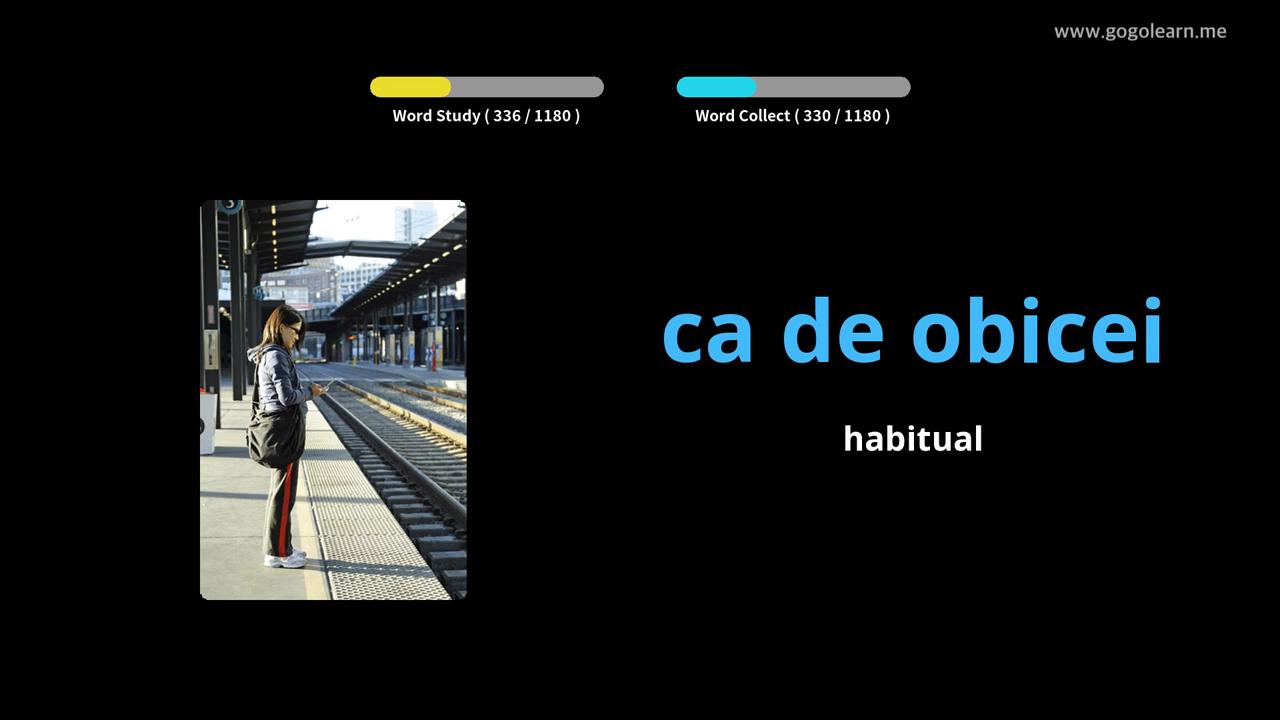 www.gogolearn.me
Word Study ( 336 / 1180 )
Word Collect ( 330 / 1180 )
ca de obicei
habitual